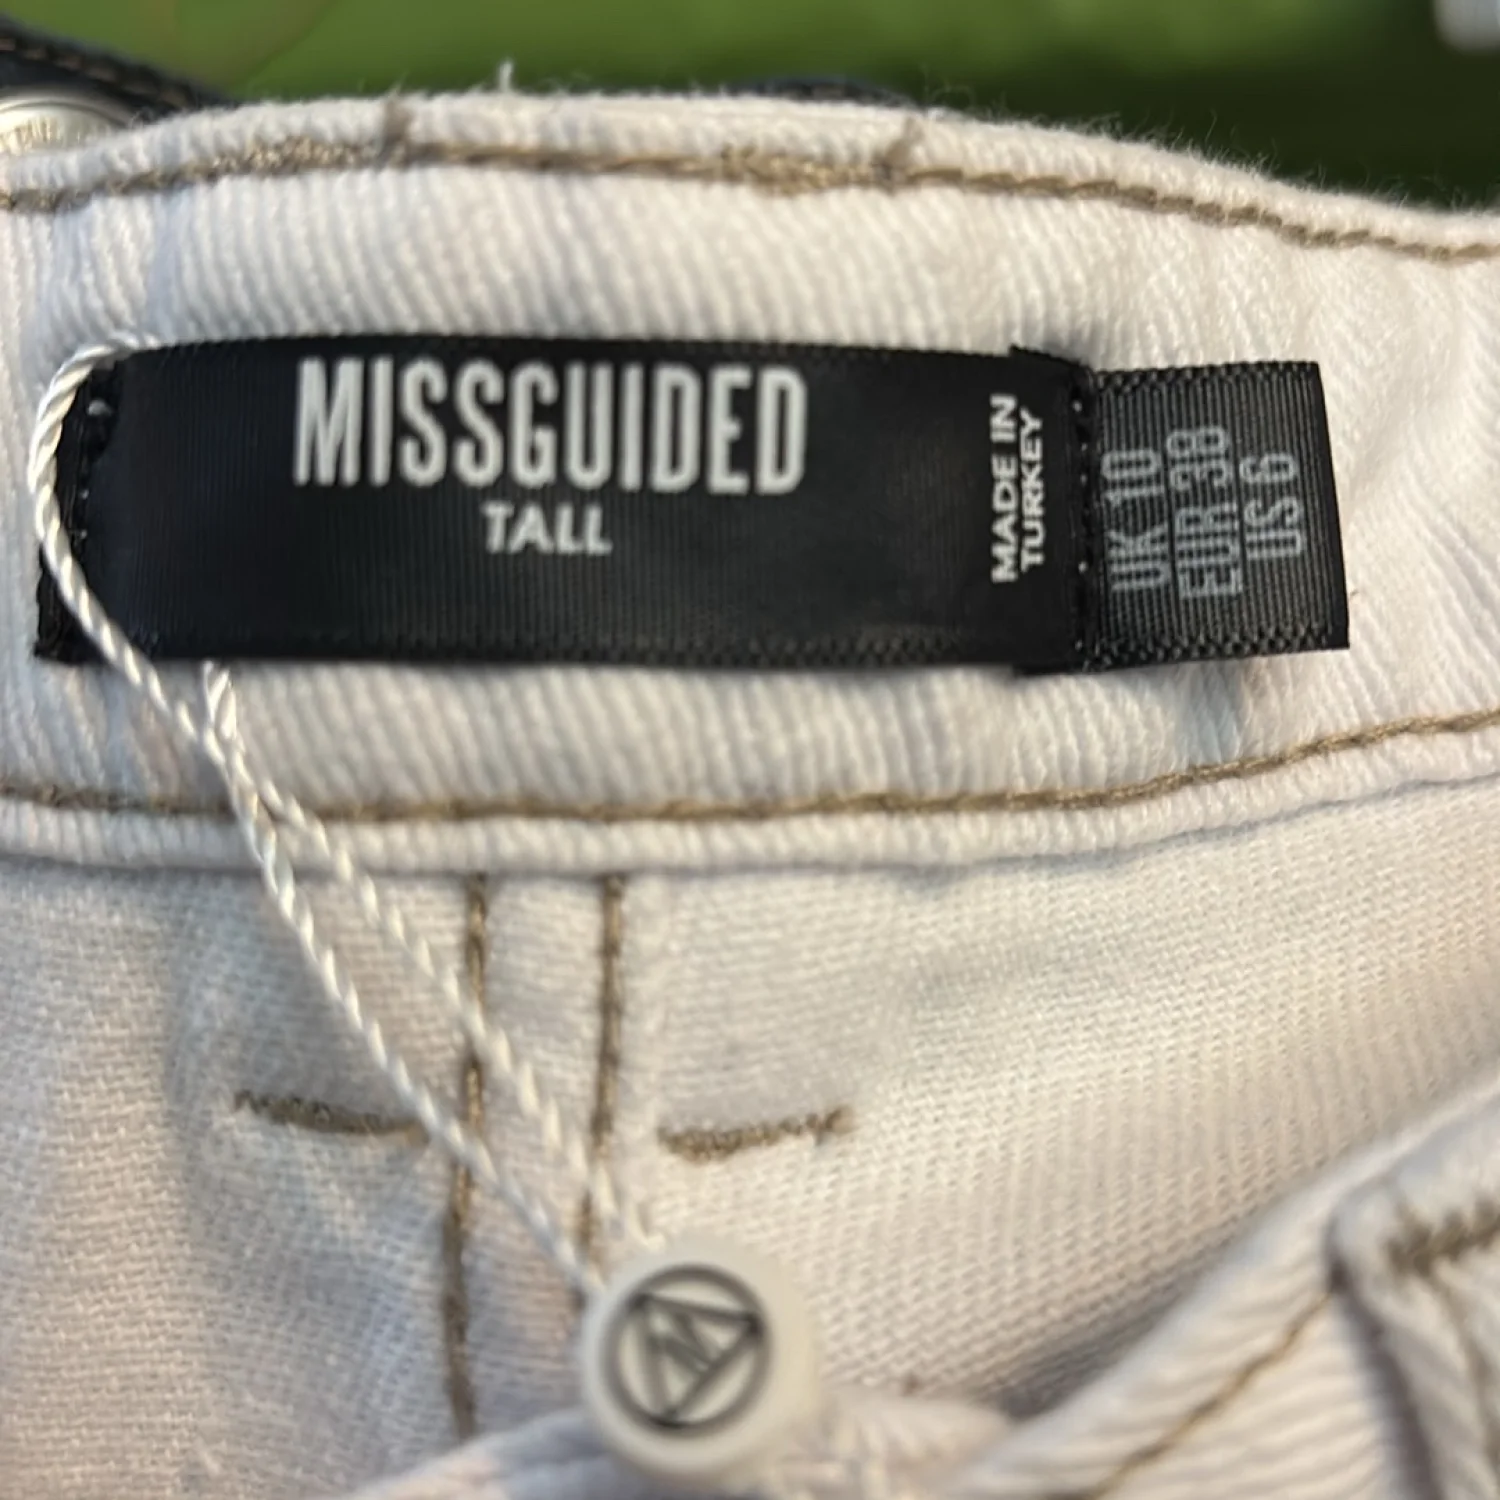 MISSGUIDED
TALL
MADE IN
TURKEY
UK 10
EUR 38
US 6
M